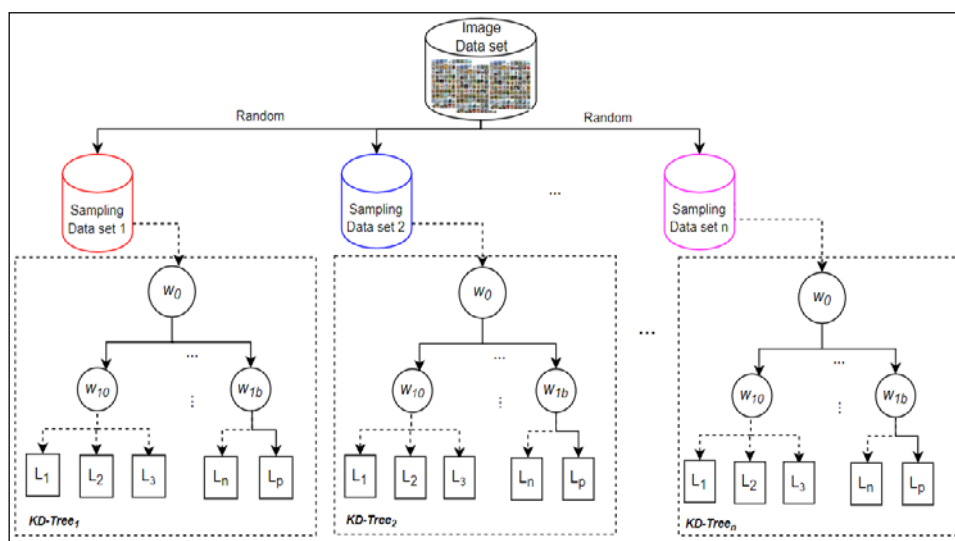 Image
Data set
Random
Random
Sampling
Data set 1
Sampling
Data set 2
...
Sampling
Data set n
w0
w0
w0
...
...
...
...
w10
...
w1b
w10
...
w1b
w10
...
w1b
L1
L2
L3
Ln
Lp
L1
L2
L3
Ln
Lp
L1
L2
L3
Ln
Lp
KD-Tree1
KD-Tree2
KD-Treen